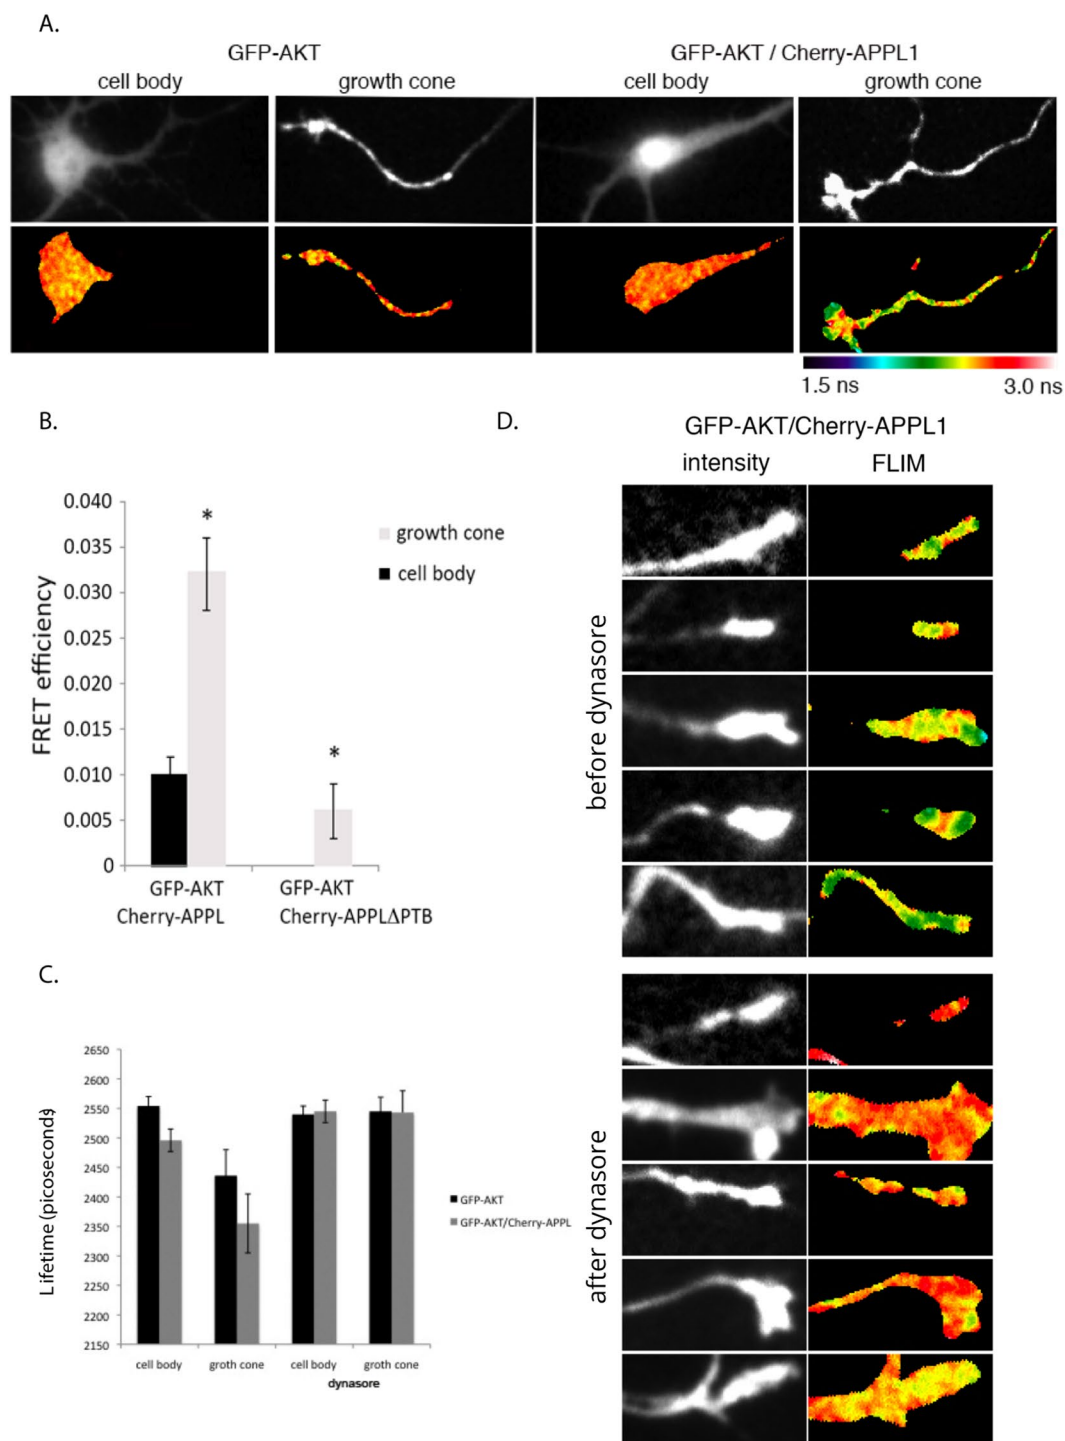 A.
GFP-AKT
GFP-AKT / Cherry-APPL1
cell body
growth cone
cell body
growth cone
1.5 ns
3.0 ns
B.
FRET efficiency
0.040
0.035
0.030
0.025
0.020
0.015
0.010
0.005
0
*
*
growth cone
cell body
GFP-AKT
Cherry-APPL
GFP-AKT
Cherry-APPLΔPTB
C.
Lifetime (picoseconds)
2650
2600
2550
2500
2450
2400
2350
2300
2250
2200
2150
GFP-AKT
GFP-AKT/Cherry-APPL
cell body
groth cone
cell body
groth cone
dynasore
D.
GFP-AKT/Cherry-APPL1
intensity
FLIM
before dynasore
after dynasore